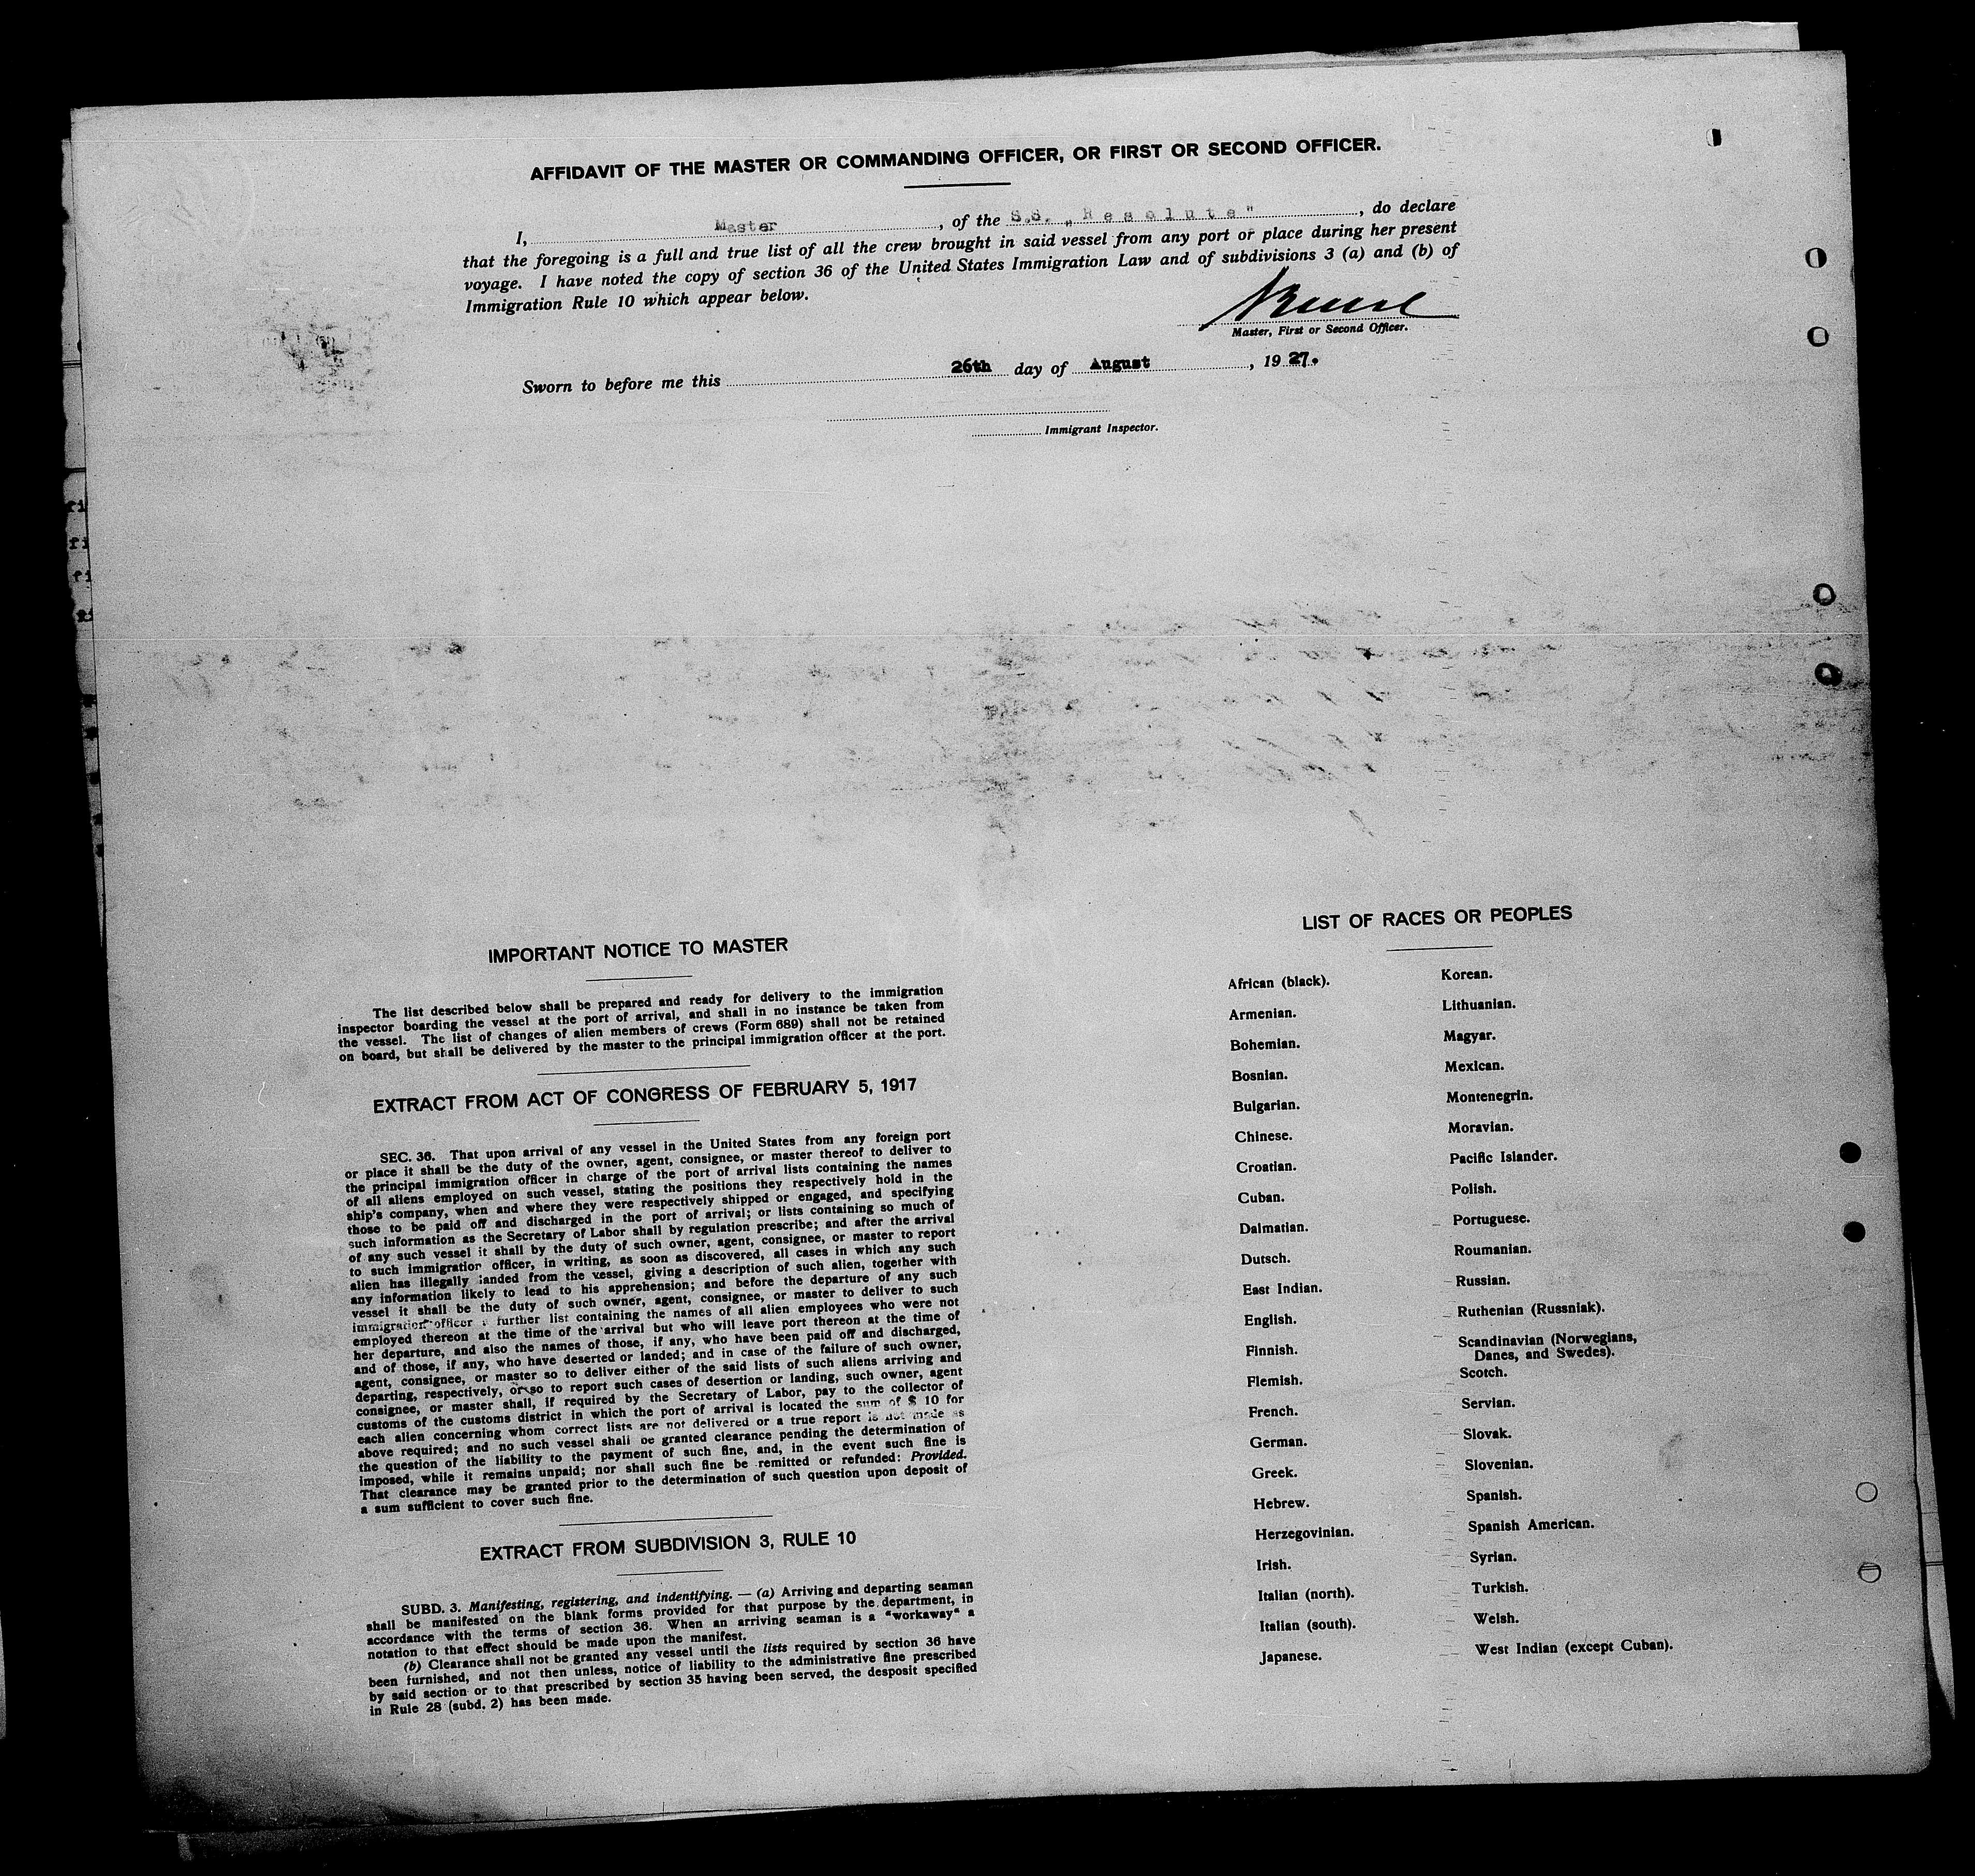 AFFIDAVIT OF THE MASTER OR COMMANDING OFFICER, OR FIRST OR SECOND OFFICER.
I, Master, of the S.S. „Resolute", do declare
that the foregoing is a full and true list of all the crew brought in said vessel from any port or place during her present
voyage. I have noted the copy of section 36 of the United States Immigration Law and of subdivisions 3 (a) and (b) of
Immigration Rule 10 which appear below.
Master, First or Second Officer.
Sworn to before me this 26th day of August, 1927.
Immigrant Inspector.
IMPORTANT NOTICE TO MASTER
The list described below shall be prepared and ready for delivery to the immigration
inspector boarding the vessel at the port of arrival, and shall in no instance be taken from
the vessel. The list of changes of alien members of crews (Form 689) shall not be retained
on board, but shall be delivered by the master to the principal immigration officer at the port.
EXTRACT FROM ACT OF CONGRESS OF FEBRUARY 5, 1917
SEC. 36. That upon arrival of any vessel in the United States from any foreign port
or place it shall be the duty of the owner, agent, consignee, or master thereof to deliver to
the principal immigration officer in charge of the port of arrival lists containing the names
of all aliens employed on such vessel, stating the positions they respectively hold in the
ship's company, when and where they were respectively shipped or engaged, and specifying
those to be paid off and discharged in the port of arrival; or lists containing so much of
such information as the Secretary of Labor shall by regulation prescribe; and after the arrival
of any such vessel it shall by the duty of such owner, agent, consignee, or master to report
to such immigration officer, in writing, as soon as discovered, all cases in which any such
alien has illegally landed from the vessel, giving a description of such alien, together with
any information likely to lead to his apprehension; and before the departure of any such
vessel it shall be the duty of such owner, agent, consignee, or master to deliver to such
immigration officer a further list containing the names of all alien employees who were not
employed thereon at the time of the arrival but who will leave port thereon at the time of
her departure, and also the names of those, if any, who have been paid off and discharged,
and of those, if any, who have deserted or landed; and in case of the failure of such owner,
agent, consignee, or master so to deliver either of the said lists of such aliens arriving and
departing, respectively, or so to report such cases of desertion or landing, such owner, agent
consignee, or master shall, if required by the Secretary of Labor, pay to the collector of
customs of the customs district in which the port of arrival is located the sum of $ 10 for
each alien concerning whom correct lists are not delivered or a true report is not made as
above required; and no such vessel shall be granted clearance pending the determination of
the question of the liability to the payment of such fine, and, in the event such fine is
imposed, while it remains unpaid; nor shall such fine be remitted or refunded: Provided.
That clearance may be granted prior to the determination of such question upon deposit of
a sum sufficient to cover such fine.
EXTRACT FROM SUBDIVISION 3, RULE 10
SUBD. 3. Manifesting, registering, and indentifying. — (a) Arriving and departing seaman
shall be manifested on the blank forms provided for that purpose by the department, in
accordance with the terms of section 36. When an arriving seaman is a "workaway" a
notation to that effect should be made upon the manifest.
(b) Clearance shall not be granted any vessel until the lists required by section 36 have
been furnished, and not then unless, notice of liability to the administrative fine prescribed
by said section or to that prescribed by section 35 having been served, the desposit specified
in Rule 28 (subd. 2) has been made.
LIST OF RACES OR PEOPLES
African (black).
Armenian.
Bohemian.
Bosnian.
Bulgarian.
Chinese.
Croatian.
Cuban.
Dalmatian.
Dutsch.
East Indian.
English.
Finnish.
Flemish.
French.
German.
Greek.
Hebrew.
Herzegovinian.
Irish.
Italian (north).
Italian (south).
Japanese.
Korean.
Lithuanian.
Magyar.
Mexican.
Montenegrin.
Moravian.
Pacific Islander.
Polish.
Portuguese.
Roumanian.
Russian.
Ruthenian (Russniak).
Scandinavian (Norwegians,
Danes, and Swedes).
Scotch.
Servian.
Slovak.
Slovenian.
Spanish.
Spanish American.
Syrian.
Turkish.
Welsh.
West Indian (except Cuban).